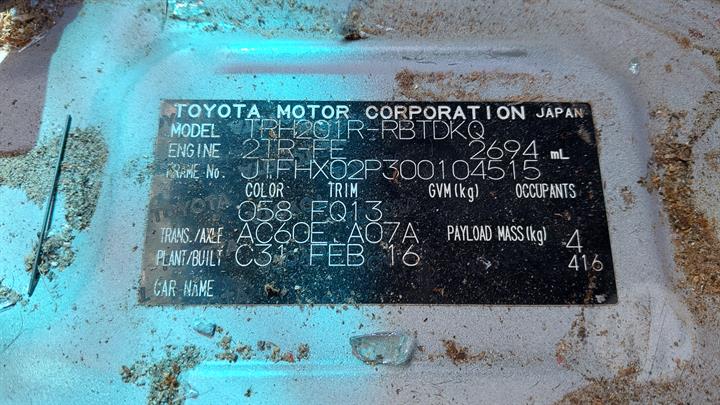 TOYOTA MOTOR CORPORATION JAPAN
MODEL TRH201R-RBTDKQ
ENGINE 2TR-FE 2694 mL
FRAME No. JTFHX02P300104515
COLOR TRIM GVM(kg) OCCUPANTS
058 FQ13
TRANS./AXLE AC60E A07A PAYLOAD MASS(kg) 4
PLANT/BUILT C31 FEB 16 416
CAR NAME